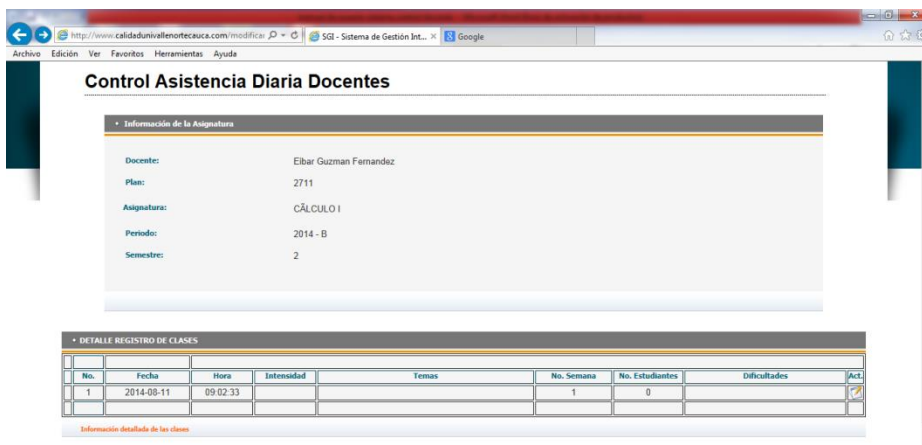 http://www.calidadunivallenortecauca.com/modificar
SGI - Sistema de Gestión Int... ×
Google
Archivo Edición Ver Favoritos Herramientas Ayuda
Control Asistencia Diaria Docentes
• Información de la Asignatura
Docente: Eibar Guzman Fernandez
Plan: 2711
Asignatura: CÃLCULO I
Periodo: 2014 - B
Semestre: 2
• DETALLE REGISTRO DE CLASES
No. Fecha Hora Intensidad Temas No. Semana No. Estudiantes Dificultades Act.
1 2014-08-11 09:02:33 1 0
Información detallada de las clases